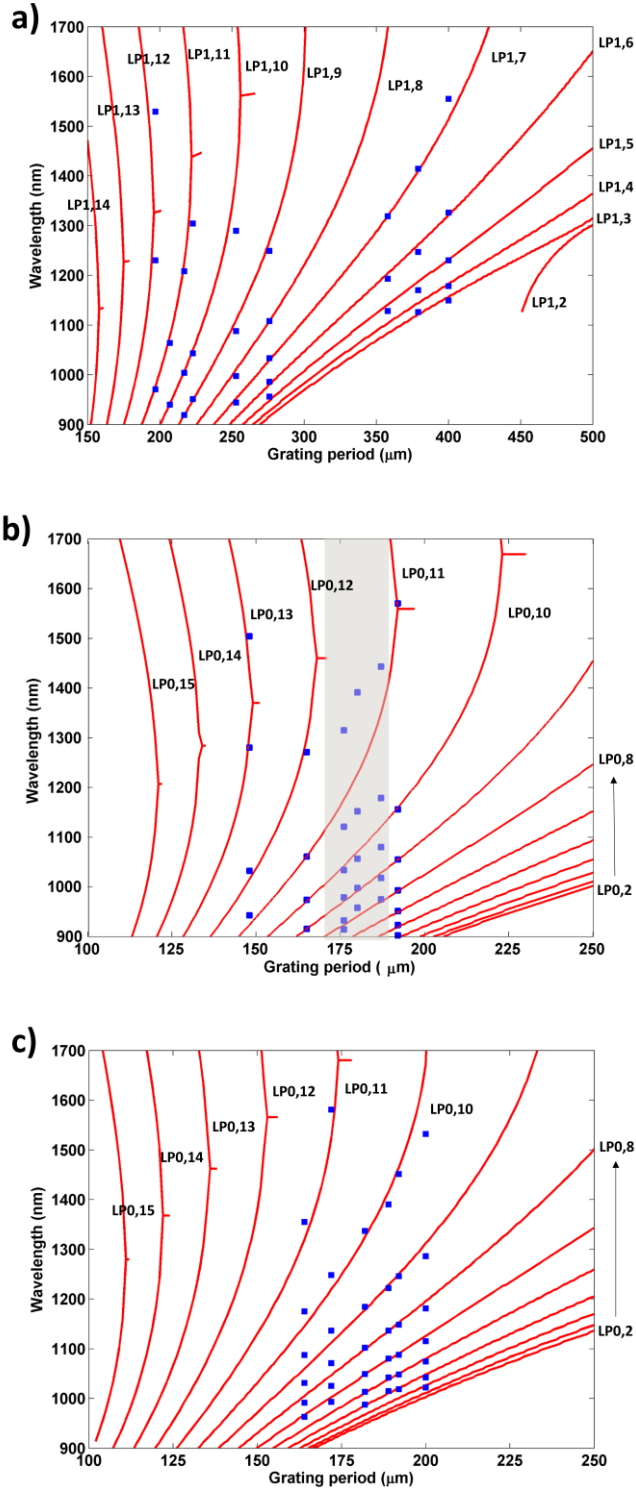 a)
1700
1600
1500
1400
1300
1200
1100
1000
900
Wavelength (nm)
LP1,14
LP1,13
LP1,12
LP1,11
LP1,10
LP1,9
LP1,8
LP1,7
LP1,6
LP1,5
LP1,4
LP1,3
LP1,2
150 200 250 300 350 400 450 500
Grating period (μm)
b)
1700
1600
1500
1400
1300
1200
1100
1000
900
Wavelength (nm)
LP0,15
LP0,14
LP0,13
LP0,12
LP0,11
LP0,10
LP0,8
LP0,2
100 125 150 175 200 225 250
Grating period ( μm)
c)
1700
1600
1500
1400
1300
1200
1100
1000
900
Wavelength (nm)
LP0,15
LP0,14
LP0,13
LP0,12
LP0,11
LP0,10
LP0,8
LP0,2
100 125 150 175 200 225 250
Grating period (μm)